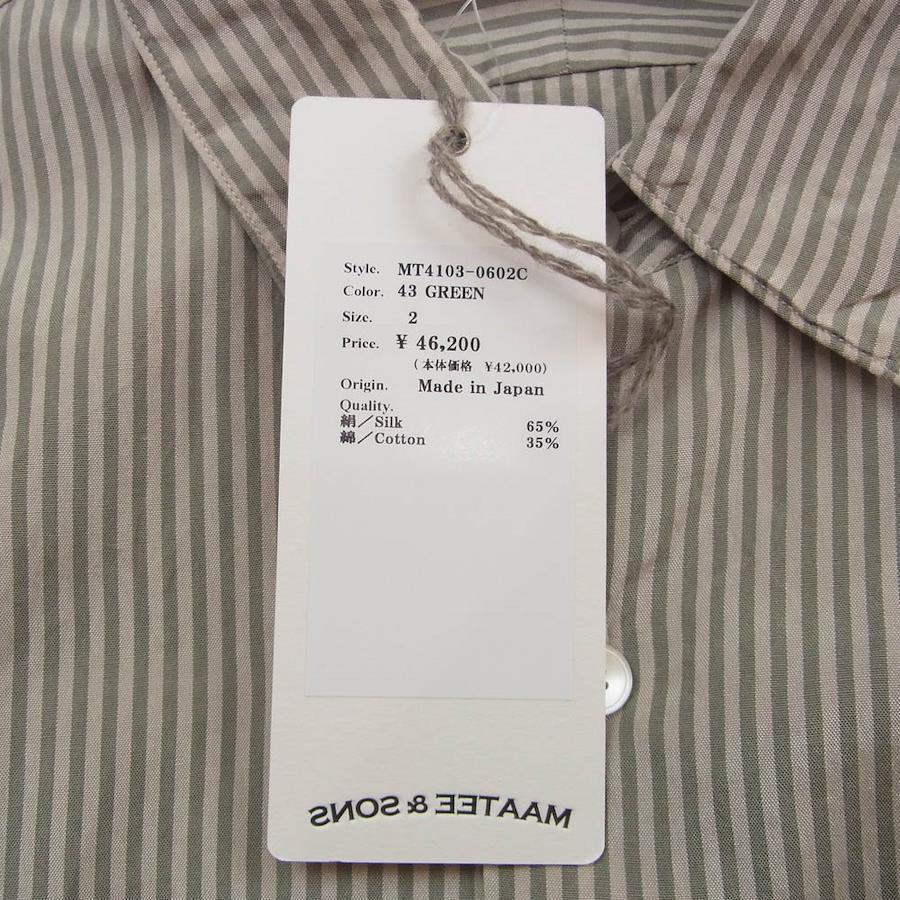 Style. MT4103-0602C
Color. 43 GREEN
Size. 2
Price. ¥ 46,200
(本体価格 ¥42,000)
Origin. Made in Japan
Quality.
絹／Silk 65%
綿／Cotton 35%
MAATEE & SONS